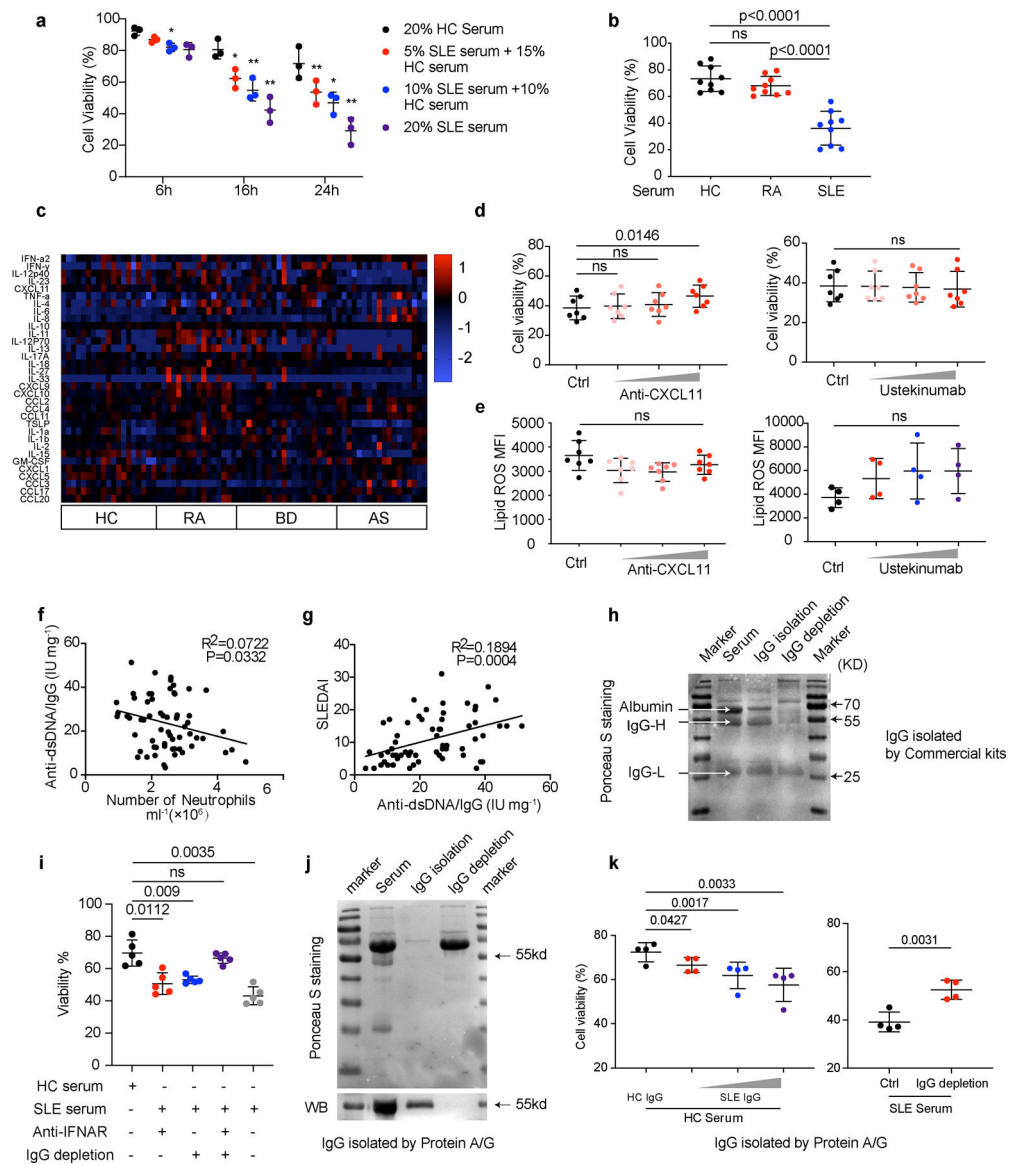 a
Cell Viability (%)
100
80
60
40
20
0
6h
16h
24h
*
*
**
**
**
*
**
20% HC Serum
5% SLE serum + 15%
HC serum
10% SLE serum +10%
HC serum
20% SLE serum
b
Cell Viability (%)
100
80
60
40
20
0
p<0.0001
ns
p<0.0001
Serum
HC
RA
SLE
c
IFN-a2
IFN-y
IL-12p40
IL-23
CXCL11
TNF-a
IL-4
IL-6
IL-8
IL-10
IL-11
IL-12P70
IL-13
IL-17A
IL-18
IL-27
IL-33
CXCL9
CXCL10
CCL2
CCL4
CCL11
TSLP
IL-1a
IL-1b
IL-2
IL-15
GM-CSF
CXCL1
CXCL5
CCL3
CCL17
CCL20
HC
RA
BD
AS
1
0
-1
-2
d
Cell viability (%)
80
60
40
20
0
0.0146
ns
ns
Ctrl
Anti-CXCL11
Cell viability (%)
60
40
20
0
ns
Ctrl
Ustekinumab
e
Lipid ROS MFI
5000
4000
3000
2000
1000
0
ns
Ctrl
Anti-CXCL11
Lipid ROS MFI
10000
8000
6000
4000
2000
0
ns
Ctrl
Ustekinumab
f
Anti-dsDNA/IgG (IU mg⁻¹)
60
40
20
0
R²=0.0722
P=0.0332
0
1
2
3
4
5
Number of Neutrophils
ml⁻¹(×10⁶)
g
SLEDAI
40
30
20
10
0
R²=0.1894
P=0.0004
0
20
40
60
Anti-dsDNA/IgG (IU mg⁻¹)
h
Marker
Serum
IgG isolation
IgG depletion
Marker
(KD)
Ponceau S staining
Albumin
IgG-H
IgG-L
70
55
25
IgG isolated
by Commercial kits
i
Viability %
100
80
60
40
20
0
0.0035
ns
0.009
0.0112
HC serum + - - - -
SLE serum - + + + +
Anti-IFNAR - + - + -
IgG depletion - - + + -
j
marker
Serum
IgG isolation
IgG depletion
marker
Ponceau S staining
55kd
WB
55kd
IgG isolated by Protein A/G
k
Cell viability (%)
100
80
60
40
20
0.0033
0.0017
0.0427
HC IgG
SLE IgG
HC Serum
80
60
40
20
0.0031
Ctrl
IgG depletion
SLE Serum
IgG isolated by Protein A/G